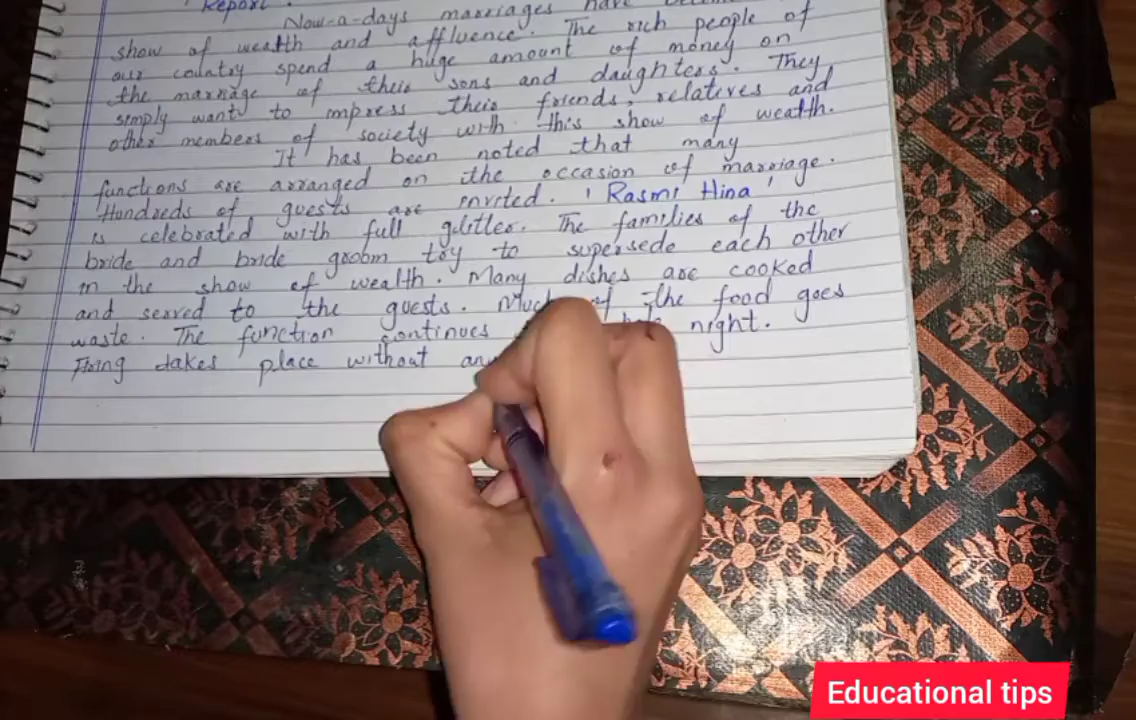 Report.
Now-a-days marriages have
show of wealth and affluence. The rich people of
our country spend a huge amount of money on
the marriage of their sons and daughters. They
simply want to impress their friends, relatives and
other members of society with this show of wealth.
It has been noted that many
functions are arranged on the occasion of marriage.
Hundreds of guests are invited. 'Rasmi Hina'
is celebrated with full glitter. The families of the
bride and bride groom try to supersede each other
in the show of wealth. Many dishes are cooked
and served to the guests. Much of the food goes
waste. The function continues night.
Firing takes place without
Educational tips